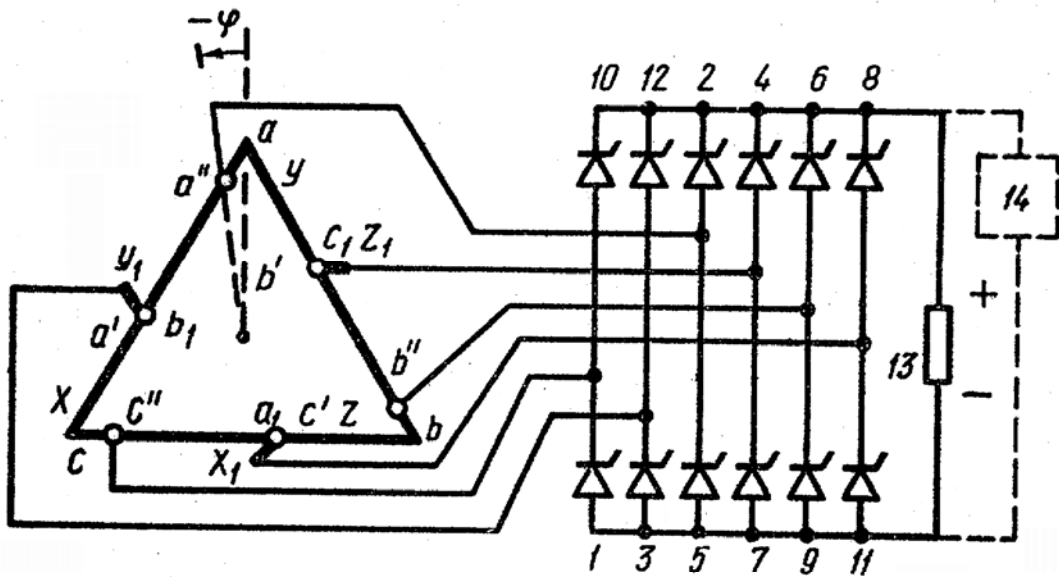 -φ
10 12 2 4 6 8
a
a" y
14
y₁ c₁ z₁
b'
a' b₁
+
b" 13
x c" a₁ c' z -
c x₁ b
1 3 5 7 9 11